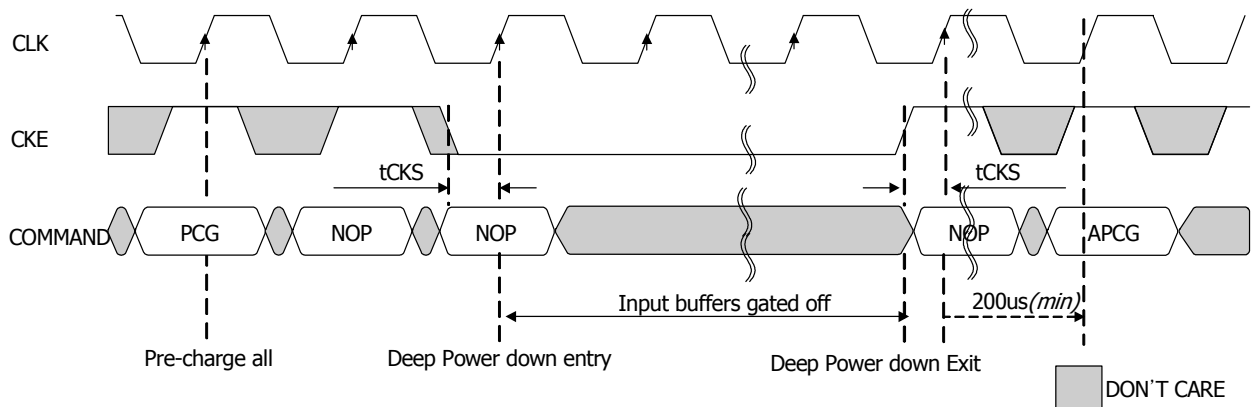 CLK
CKE
tCKS
tCKS
COMMAND
PCG
NOP
NOP
NOP
APCG
Input buffers gated off
200us(min)
Pre-charge all
Deep Power down entry
Deep Power down Exit
DON'T CARE